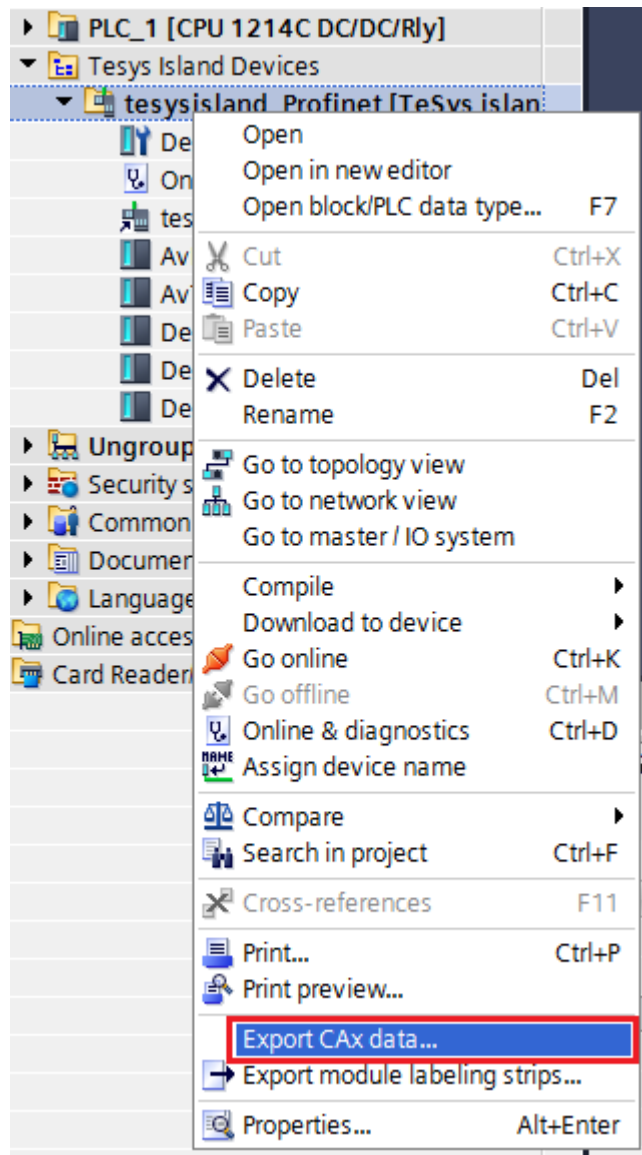 PLC_1 [CPU 1214C DC/DC/Rly]
Tesys Island Devices
tesysisland_Profinet [TeSys islan
De
On
tes
Av
Av
De
De
De
Ungroup
Security s
Common
Documen
Language
Online acces
Card Reader/
Open
Open in new editor
Open block/PLC data type... F7
Cut Ctrl+X
Copy Ctrl+C
Paste Ctrl+V
Delete Del
Rename F2
Go to topology view
Go to network view
Go to master / IO system
Compile
Download to device
Go online Ctrl+K
Go offline Ctrl+M
Online & diagnostics Ctrl+D
Assign device name
Compare
Search in project Ctrl+F
Cross-references F11
Print... Ctrl+P
Print preview...
Export CAx data...
Export module labeling strips...
Properties... Alt+Enter